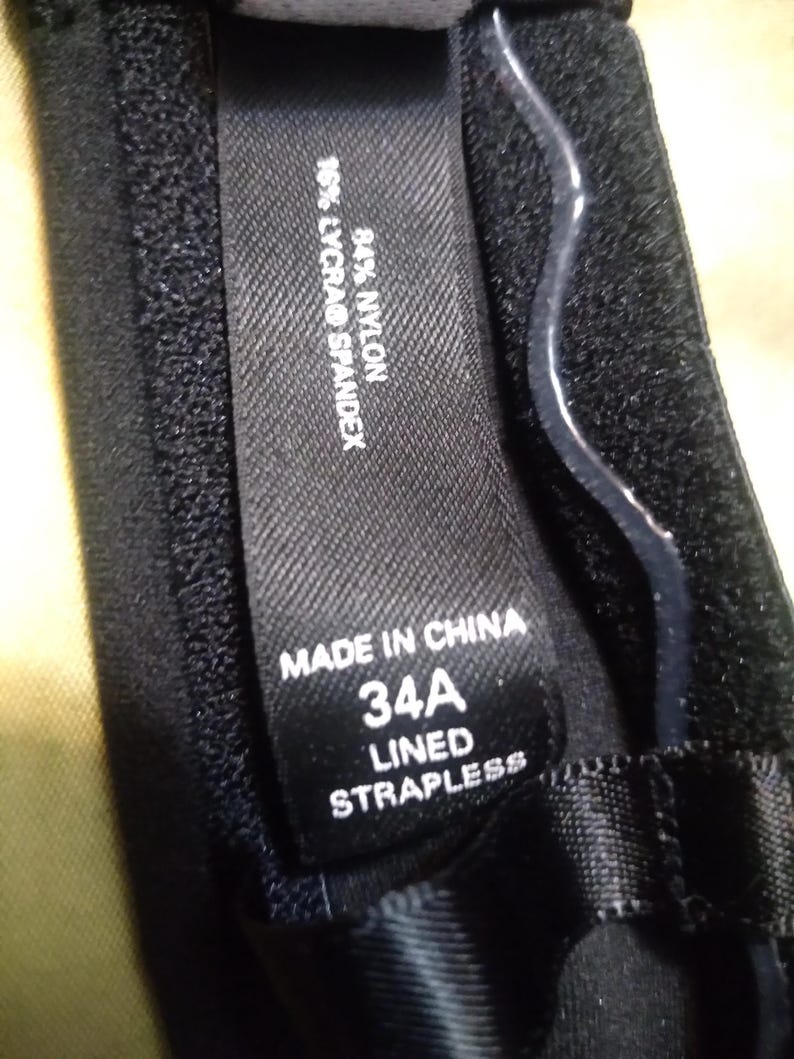 84% NYLON
16% LYCRA® SPANDEX
MADE IN CHINA
34A
LINED
STRAPLESS